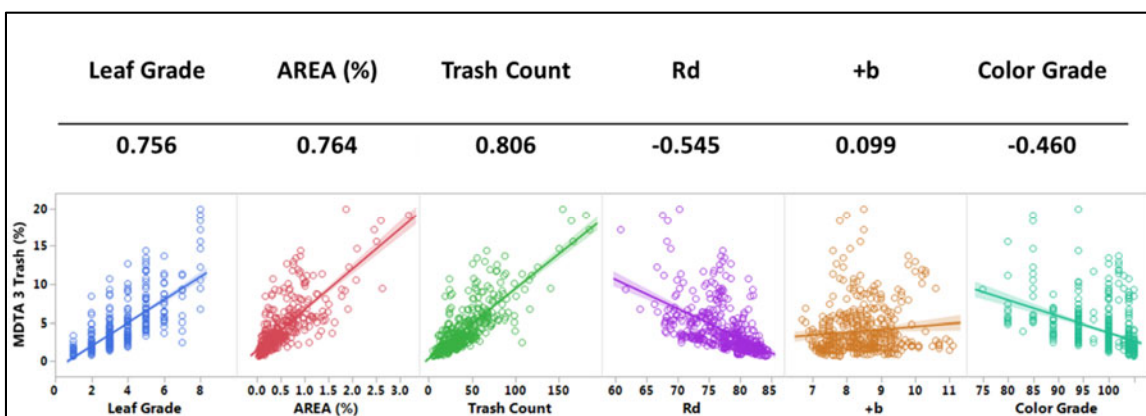 Leaf Grade AREA (%) Trash Count Rd +b Color Grade
0.756 0.764 0.806 -0.545 0.099 -0.460
MDTA 3 Trash (%)
20
15
10
5
0
0 2 4 6 8 0.0 0.5 1.0 1.5 2.0 2.5 3.0 0 50 100 150 60 65 70 75 80 85 7 8 9 10 11 75 80 85 90 95 100
Leaf Grade AREA (%) Trash Count Rd +b Color Grade